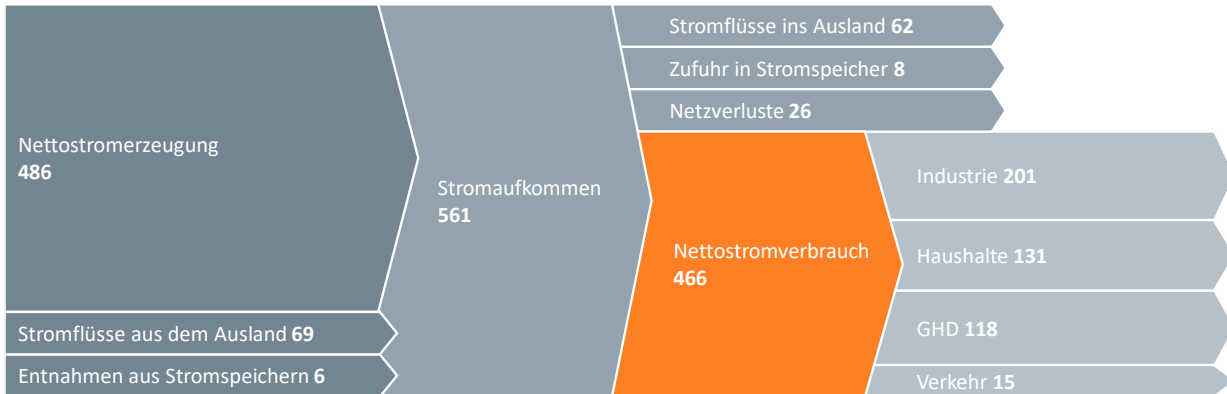 Nettostromerzeugung
486
Stromflüsse aus dem Ausland 69
Entnahmen aus Stromspeichern 6
Stromaufkommen
561
Stromflüsse ins Ausland 62
Zufuhr in Stromspeicher 8
Netzverluste 26
Nettostromverbrauch
466
Industrie 201
Haushalte 131
GHD 118
Verkehr 15